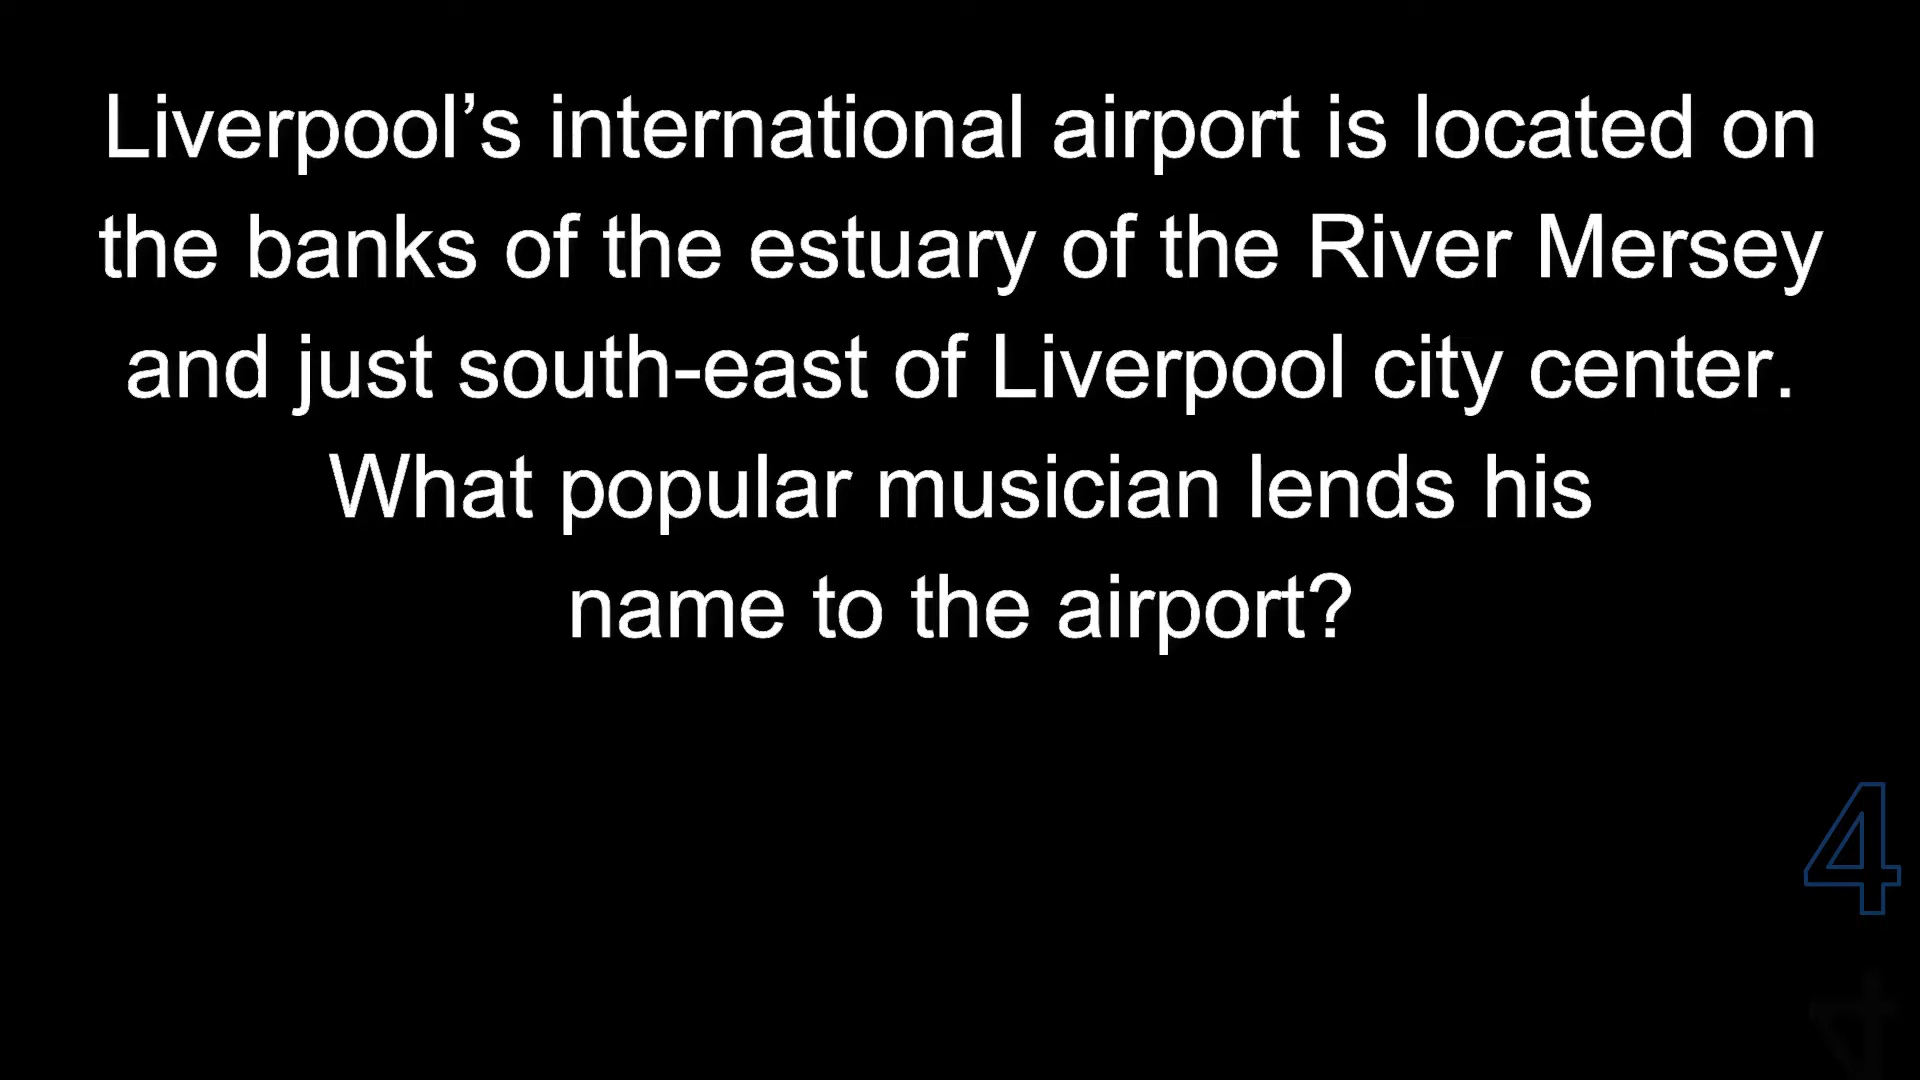 Liverpool’s international airport is located on
the banks of the estuary of the River Mersey
and just south-east of Liverpool city center.
What popular musician lends his
name to the airport?
4